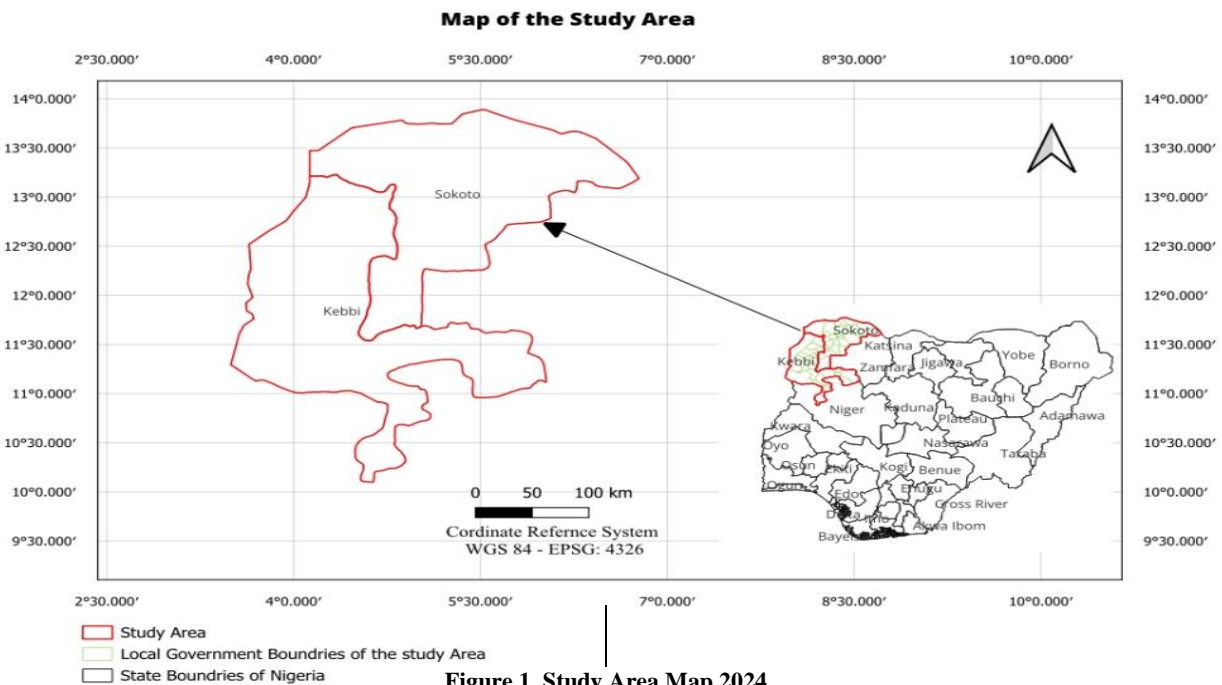 Map of the Study Area
2°30.000′ 4°0.000′ 5°30.000′ 7°0.000′ 8°30.000′ 10°0.000′
14°0.000′ 14°0.000′
13°30.000′ 13°30.000′
13°0.000′ Sokoto 13°0.000′
12°30.000′ 12°30.000′
12°0.000′ 12°0.000′
Kebbi
Sokoto
11°30.000′ Katsina 11°30.000′
Kebbi Zamfara Jigawa Yobe Borno
11°0.000′ Bauchi 11°0.000′
Niger Kaduna Plateau Adamawa
Kwara
10°30.000′ Oyo Nasarawa 10°30.000′
Taraba
Osun Ekiti Kogi Benue
10°0.000′ Ogun Edo Enugu 10°0.000′
0 50 100 km
Cross River
Delta Imo Akwa Ibom
Cordinate Refernce System
WGS 84 - EPSG: 4326
9°30.000′ 9°30.000′
2°30.000′ 4°0.000′ 5°30.000′ 7°0.000′ 8°30.000′ 10°0.000′
Study Area
Local Government Boundries of the study Area
State Boundries of Nigeria
Figure 1. Study Area Map 2024